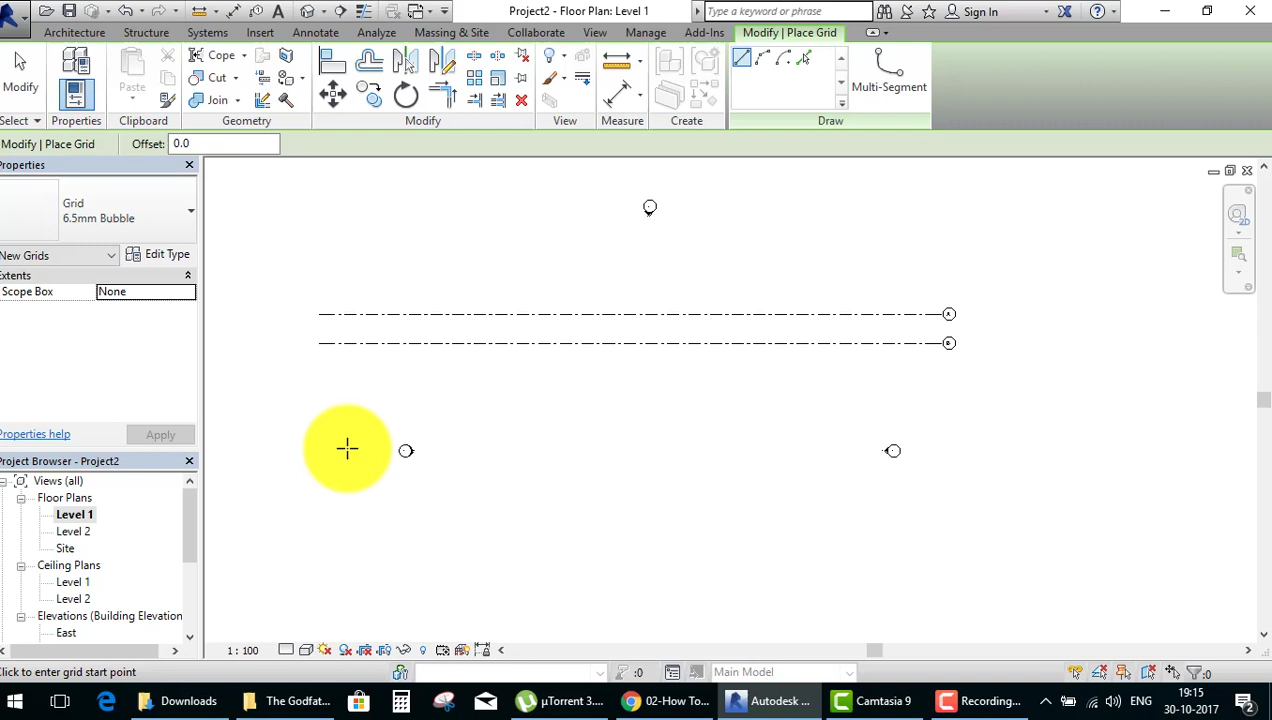 Project2 - Floor Plan: Level 1
Type a keyword or phrase
Sign In
Architecture
Structure
Systems
Insert
Annotate
Analyze
Massing & Site
Collaborate
View
Manage
Add-Ins
Modify | Place Grid
Modify
Cope
Cut
Join
Paste
Multi-Segment
Select
Properties
Clipboard
Geometry
Modify
View
Measure
Create
Draw
Modify | Place Grid
Offset:
0.0
Properties
Grid
6.5mm Bubble
New Grids
Edit Type
Extents
Scope Box
None
Properties help
Apply
Project Browser - Project2
Views (all)
Floor Plans
Level 1
Level 2
Site
Ceiling Plans
Level 1
Level 2
Elevations (Building Elevation
East
2D
A
B
1 : 100
Click to enter grid start point
:0
Main Model
:0
Downloads
The Godfat...
µTorrent 3....
02-How To...
Autodesk ...
Camtasia 9
Recording...
ENG
19:15
30-10-2017
2